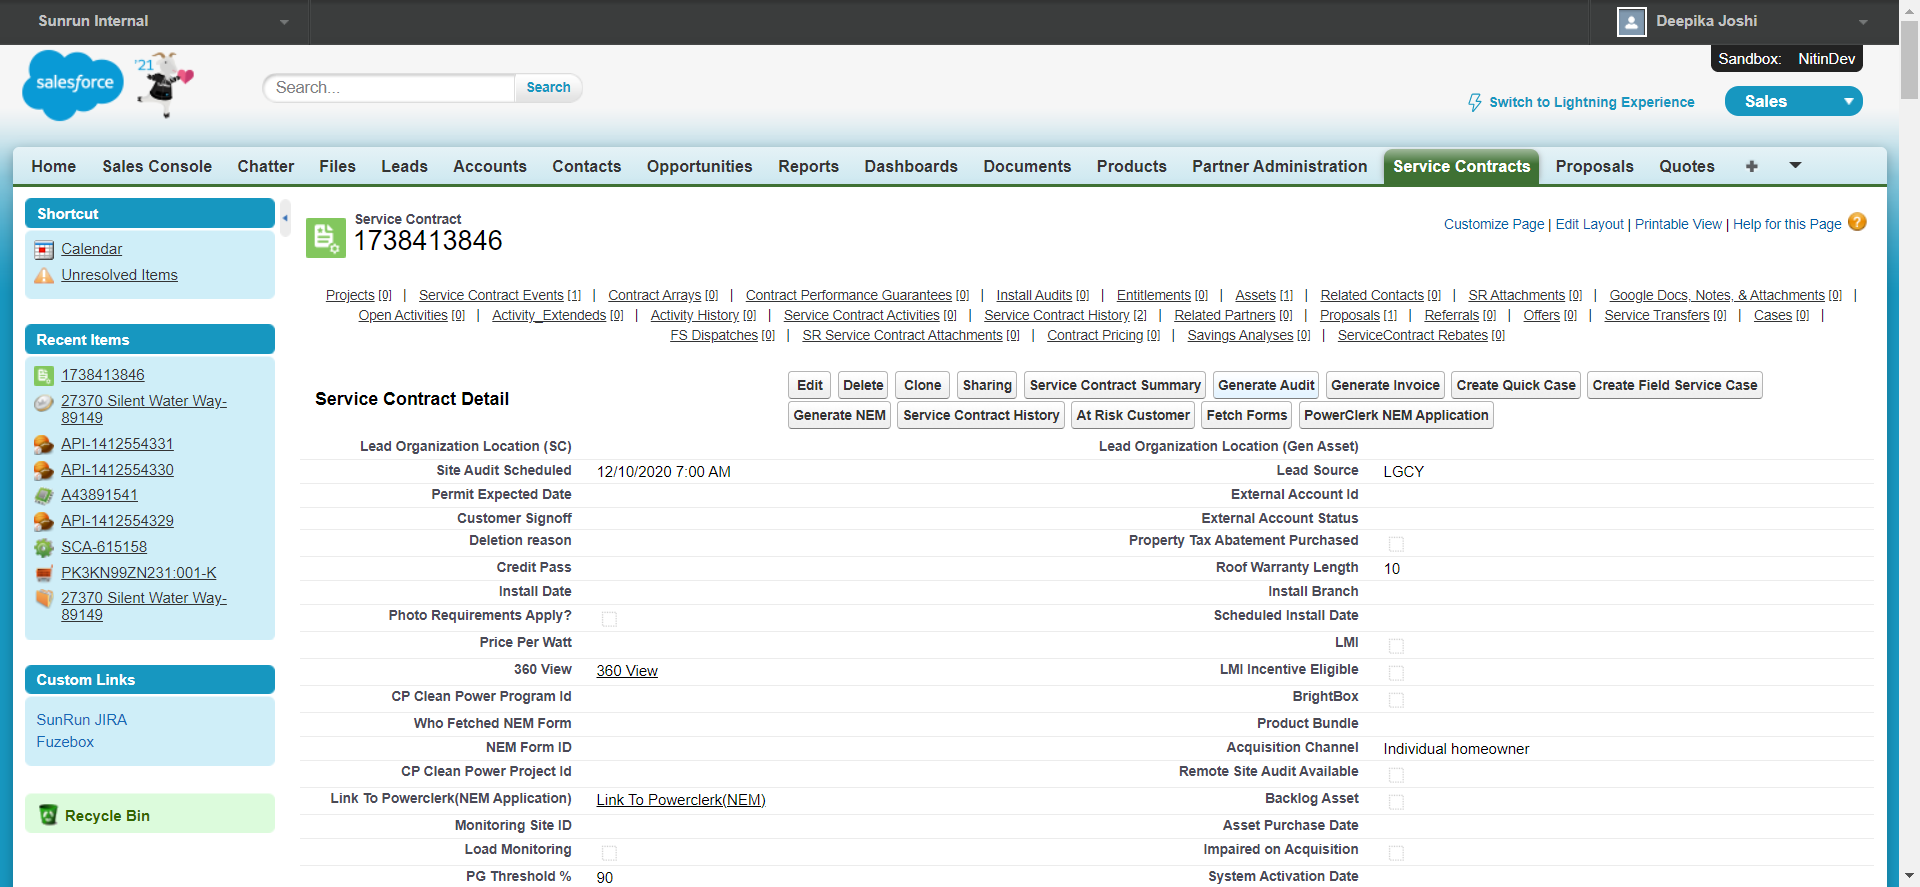 Sunrun Internal
Deepika Joshi
salesforce
'21
Search...
Search
Sandbox: NitinDev
Switch to Lightning Experience
Sales
Home Sales Console Chatter Files Leads Accounts Contacts Opportunities Reports Dashboards Documents Products Partner Administration Service Contracts Proposals Quotes +
Shortcut
Calendar
Unresolved Items
Recent Items
1738413846
27370 Silent Water Way-
89149
API-1412554331
API-1412554330
A43891541
API-1412554329
SCA-615158
PK3KN99ZN231:001-K
27370 Silent Water Way-
89149
Custom Links
SunRun JIRA
Fuzebox
Recycle Bin
Service Contract
1738413846
Customize Page | Edit Layout | Printable View | Help for this Page ?
Projects [0] | Service Contract Events [1] | Contract Arrays [0] | Contract Performance Guarantees [0] | Install Audits [0] | Entitlements [0] | Assets [1] | Related Contacts [0] | SR Attachments [0] | Google Docs, Notes, & Attachments [0] |
Open Activities [0] | Activity_Extendeds [0] | Activity History [0] | Service Contract Activities [0] | Service Contract History [2] | Related Partners [0] | Proposals [1] | Referrals [0] | Offers [0] | Service Transfers [0] | Cases [0] |
FS Dispatches [0] | SR Service Contract Attachments [0] | Contract Pricing [0] | Savings Analyses [0] | ServiceContract Rebates [0]
Service Contract Detail
Edit Delete Clone Sharing Service Contract Summary Generate Audit Generate Invoice Create Quick Case Create Field Service Case
Generate NEM Service Contract History At Risk Customer Fetch Forms PowerClerk NEM Application
Lead Organization Location (SC) Lead Organization Location (Gen Asset)
Site Audit Scheduled 12/10/2020 7:00 AM Lead Source LGCY
Permit Expected Date External Account Id
Customer Signoff External Account Status
Deletion reason Property Tax Abatement Purchased
Credit Pass Roof Warranty Length 10
Install Date Install Branch
Photo Requirements Apply? Scheduled Install Date
Price Per Watt LMI
360 View 360 View LMI Incentive Eligible
CP Clean Power Program Id BrightBox
Who Fetched NEM Form Product Bundle
NEM Form ID Acquisition Channel Individual homeowner
CP Clean Power Project Id Remote Site Audit Available
Link To Powerclerk(NEM Application) Link To Powerclerk(NEM) Backlog Asset
Monitoring Site ID Asset Purchase Date
Load Monitoring Impaired on Acquisition
PG Threshold % 90 System Activation Date